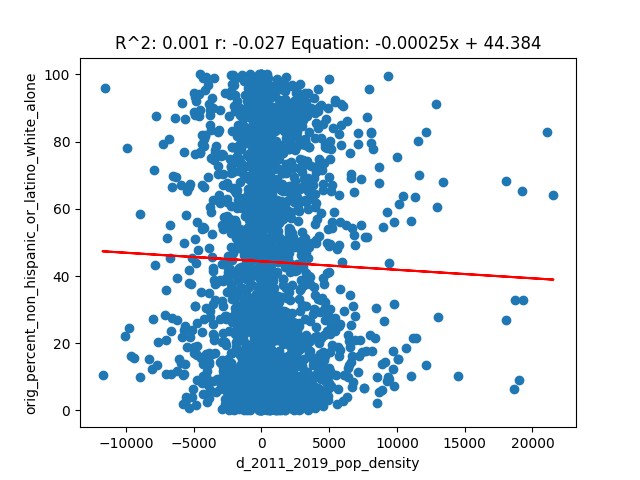 R^2: 0.001 r: -0.027 Equation: -0.00025x + 44.384
100
80
60
40
20
0
orig_percent_non_hispanic_or_latino_white_alone
−10000 −5000 0 5000 10000 15000 20000
d_2011_2019_pop_density